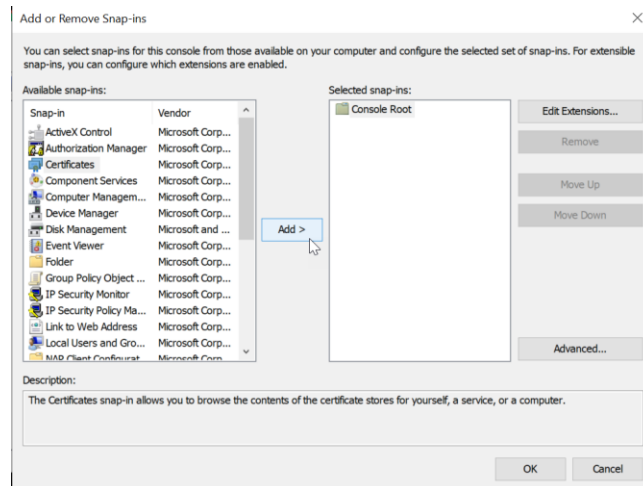 Add or Remove Snap-ins
You can select snap-ins for this console from those available on your computer and configure the selected set of snap-ins. For extensible
snap-ins, you can configure which extensions are enabled.
Available snap-ins:
Snap-in Vendor
ActiveX Control Microsoft Corp...
Authorization Manager Microsoft Corp...
Certificates Microsoft Corp...
Component Services Microsoft Corp...
Computer Managem... Microsoft Corp...
Device Manager Microsoft Corp...
Disk Management Microsoft and ...
Event Viewer Microsoft Corp...
Folder Microsoft Corp...
Group Policy Object ... Microsoft Corp...
IP Security Monitor Microsoft Corp...
IP Security Policy Ma... Microsoft Corp...
Link to Web Address Microsoft Corp...
Local Users and Gro... Microsoft Corp...
NAP Client Configurat... Microsoft Corp...
Add >
Selected snap-ins:
Console Root
Edit Extensions...
Remove
Move Up
Move Down
Advanced...
Description:
The Certificates snap-in allows you to browse the contents of the certificate stores for yourself, a service, or a computer.
OK Cancel